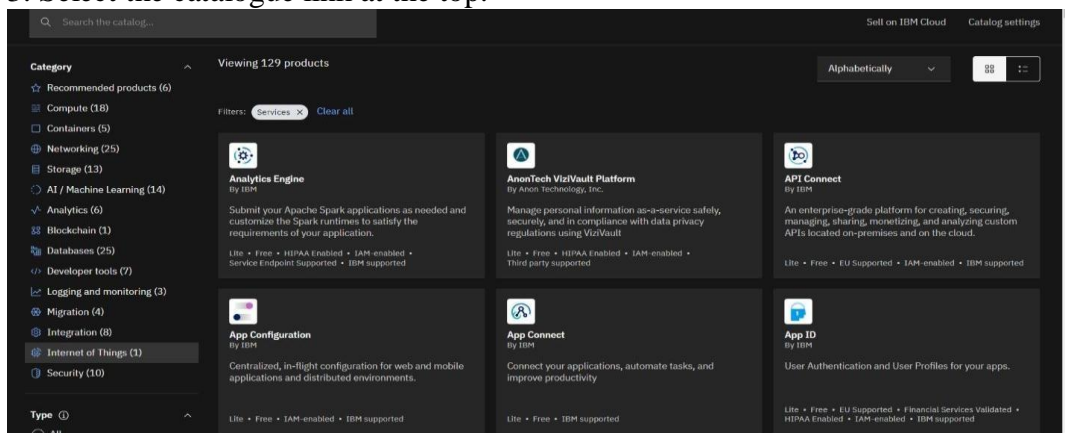 3. Select the catalogue link at the top.
Search the catalog...
Sell on IBM Cloud
Catalog settings
Category
Recommended products (6)
Compute (18)
Containers (5)
Networking (25)
Storage (13)
AI / Machine Learning (14)
Analytics (6)
Blockchain (1)
Databases (25)
Developer tools (7)
Logging and monitoring (3)
Migration (4)
Integration (8)
Internet of Things (1)
Security (10)
Type
Viewing 129 products
Alphabetically
Filters: Services × Clear all
Analytics Engine
By IBM
Submit your Apache Spark applications as needed and
customize the Spark runtimes to satisfy the
requirements of your application.
Lite • Free • HIPAA Enabled • IAM-enabled •
Service Endpoint Supported • IBM supported
AnonTech ViziVault Platform
By Anon Technology, Inc.
Manage personal information as-a-service safely,
securely, and in compliance with data privacy
regulations using ViziVault
Lite • Free • HIPAA Enabled • IAM-enabled •
Third party supported
API Connect
By IBM
An enterprise-grade platform for creating, securing,
managing, sharing, monetizing, and analyzing custom
APIs located on-premises and on the cloud.
Lite • Free • EU Supported • IAM-enabled • IBM supported
App Configuration
By IBM
Centralized, in-flight configuration for web and mobile
applications and distributed environments.
Lite • Free • IAM-enabled • IBM supported
App Connect
By IBM
Connect your applications, automate tasks, and
improve productivity
Lite • Free • IBM supported
App ID
By IBM
User Authentication and User Profiles for your apps.
Lite • Free • EU Supported • Financial Services Validated •
HIPAA Enabled • IAM-enabled • IBM supported